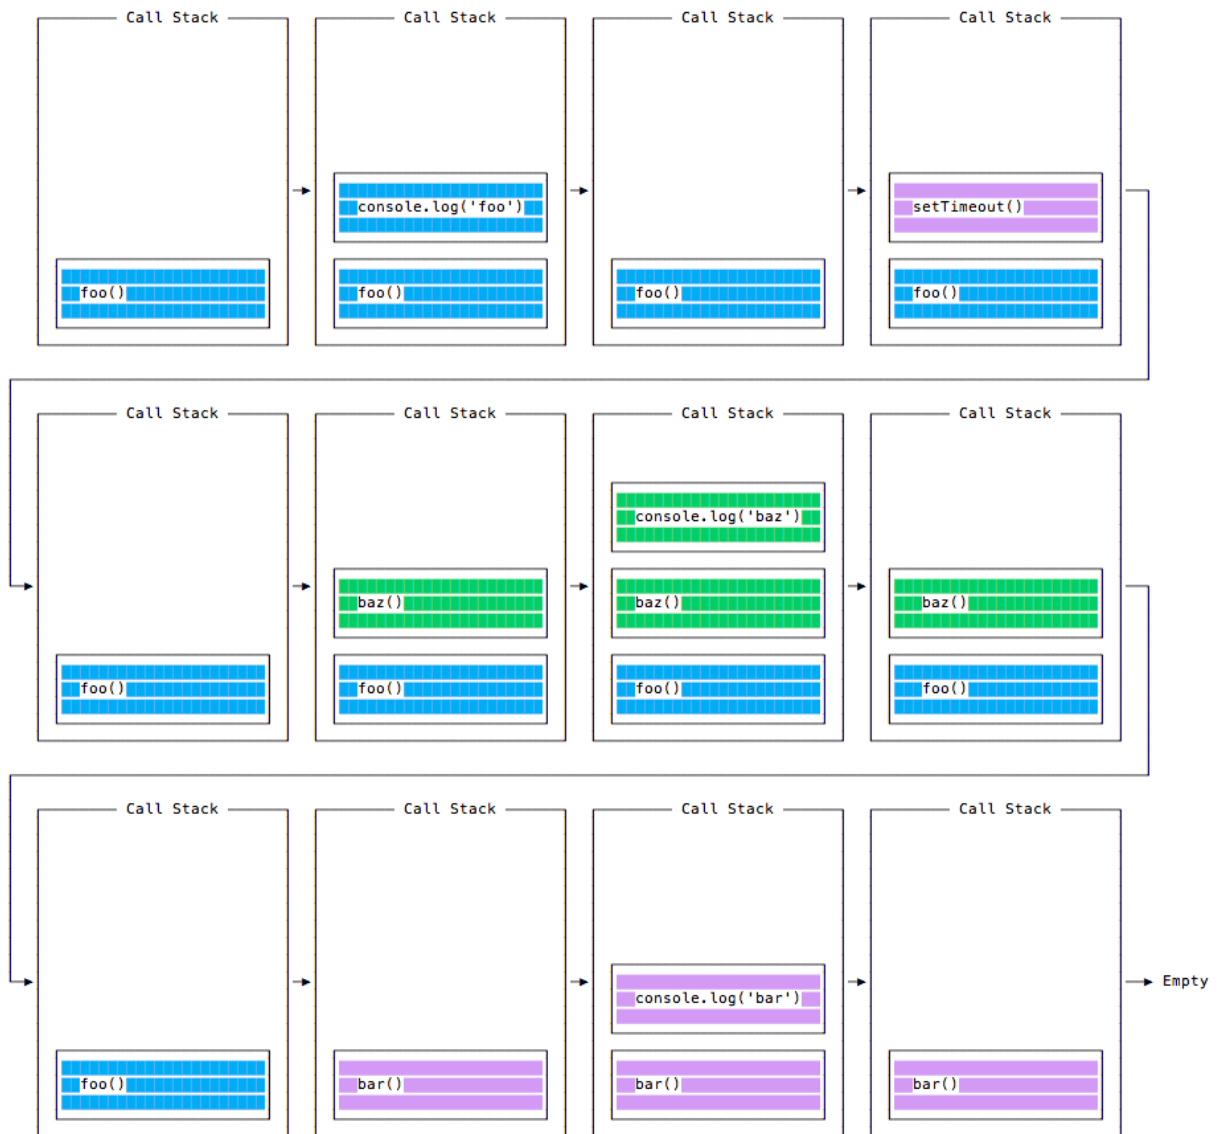 Call Stack Call Stack Call Stack Call Stack
console.log('foo') setTimeout()
foo() foo() foo() foo()
Call Stack Call Stack Call Stack Call Stack
console.log('baz')
baz() baz() baz()
foo() foo() foo() foo()
Call Stack Call Stack Call Stack Call Stack
Empty
console.log('bar')
foo() bar() bar() bar()